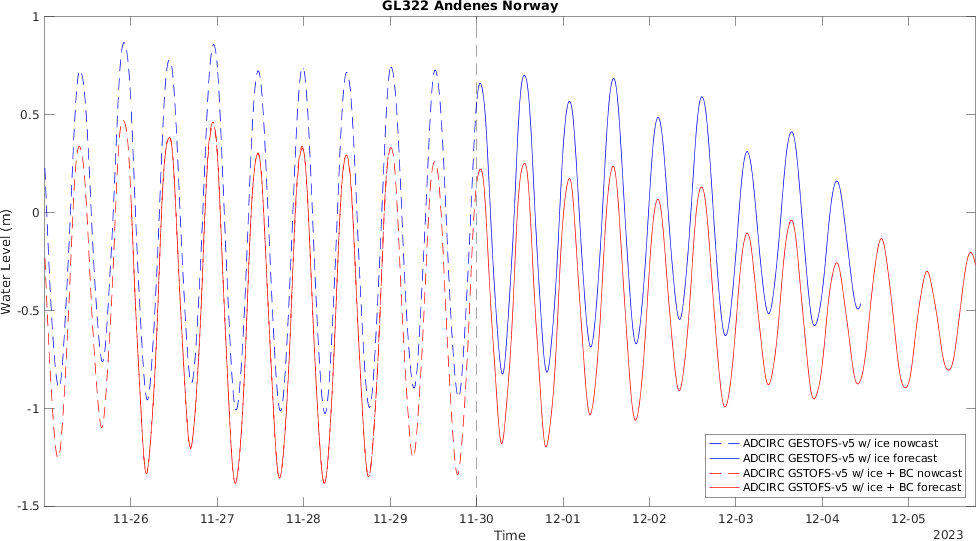 GL322 Andenes Norway
1
0.5
0
-0.5
-1
-1.5
Water Level (m)
11-26 11-27 11-28 11-29 11-30 12-01 12-02 12-03 12-04 12-05
Time
2023
ADCIRC GESTOFS-v5 w/ ice nowcast
ADCIRC GESTOFS-v5 w/ ice forecast
ADCIRC GSTOFS-v5 w/ ice + BC nowcast
ADCIRC GSTOFS-v5 w/ ice + BC forecast